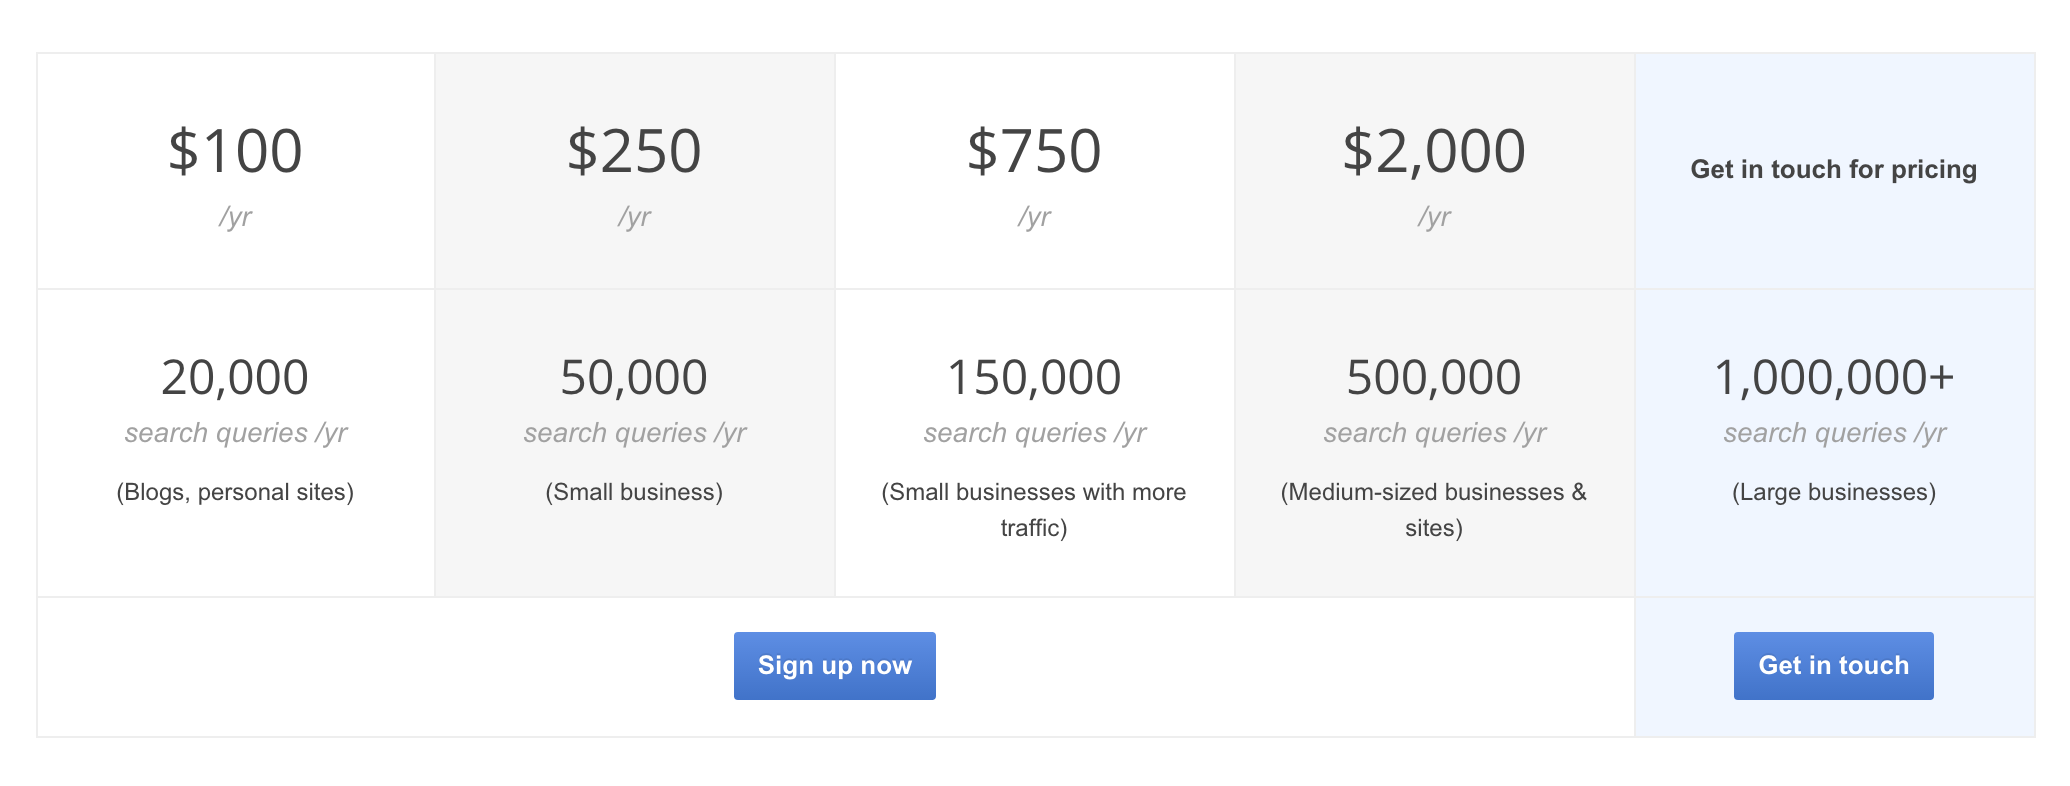 $100
/yr
$250
/yr
$750
/yr
$2,000
/yr
Get in touch for pricing
20,000
search queries /yr
(Blogs, personal sites)
50,000
search queries /yr
(Small business)
150,000
search queries /yr
(Small businesses with more
traffic)
500,000
search queries /yr
(Medium-sized businesses &
sites)
1,000,000+
search queries /yr
(Large businesses)
Sign up now
Get in touch